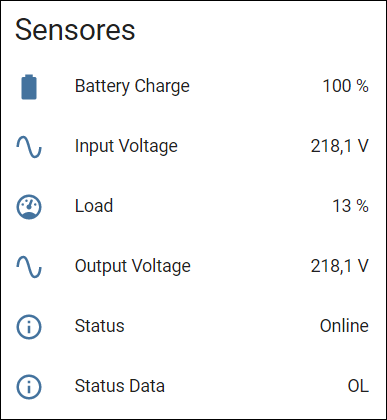 Sensores
Battery Charge 100 %
Input Voltage 218,1 V
Load 13 %
Output Voltage 218,1 V
Status Online
Status Data OL